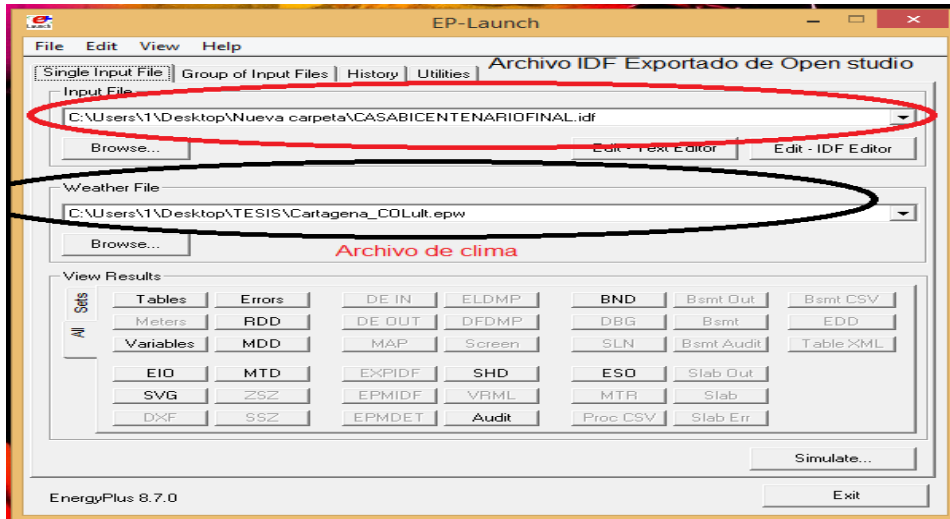 EP-Launch
File Edit View Help
Single Input File Group of Input Files History Utilities Archivo IDF Exportado de Open studio
Input File
C:\Users\1\Desktop\Nueva carpeta\CASABICENTENARIOFINAL.idf
Browse... Edit - Text Editor Edit - IDF Editor
Weather File
C:\Users\1\Desktop\TESIS\Cartagena_COLult.epw
Browse... Archivo de clima
View Results
Sets
All
Tables Errors DE IN ELDMP BND Bsmt Out Bsmt CSV
Meters RDD DE OUT DFDMP DBG Bsmt EDD
Variables MDD MAP Screen SLN Bsmt Audit Table XML
EIO MTD EXPIDF SHD ESO Slab Out
SVG ZSZ EPMIDF VRML MTR Slab
DXF SSZ EPMDET Audit Proc CSV Slab Err
Simulate...
EnergyPlus 8.7.0 Exit